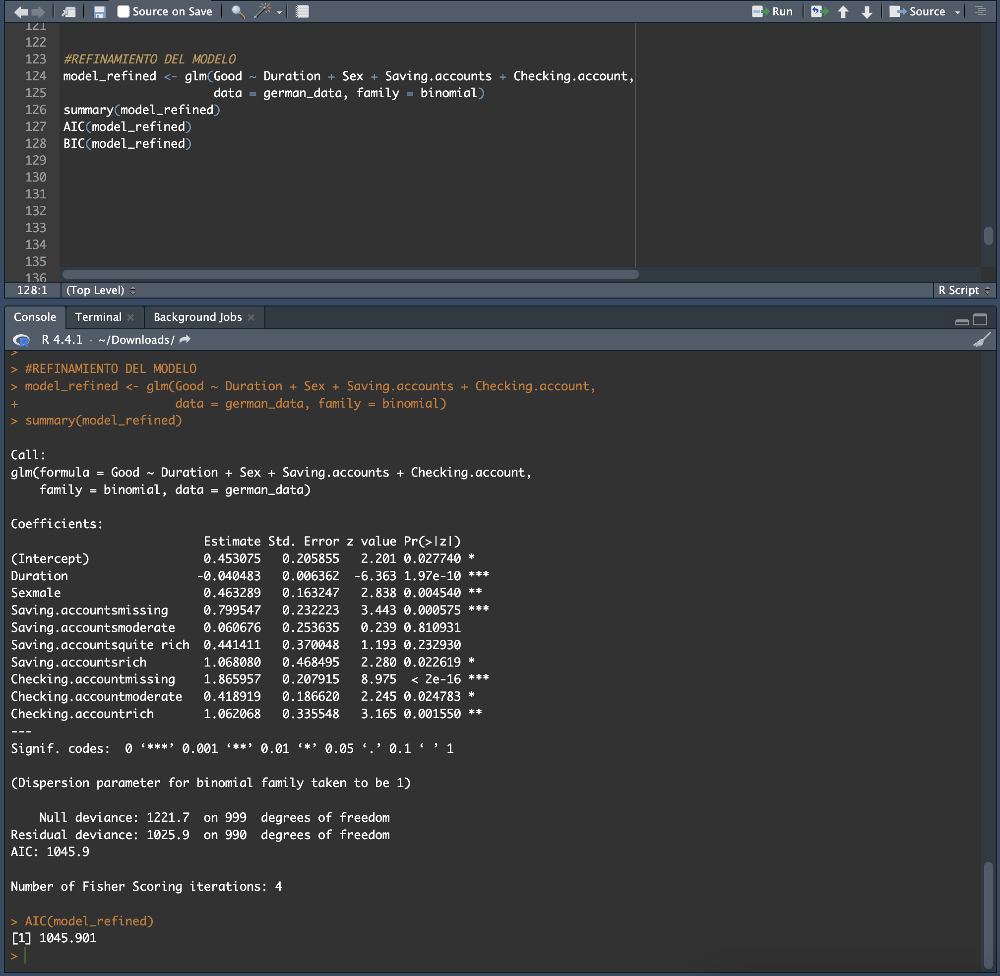 Source on Save
Run
Source
121
122
123 #REFINAMIENTO DEL MODELO
124 model_refined <- glm(Good ~ Duration + Sex + Saving.accounts + Checking.account,
125                      data = german_data, family = binomial)
126 summary(model_refined)
127 AIC(model_refined)
128 BIC(model_refined)
129
130
131
132
133
134
135
136
128:1 (Top Level) R Script
Console Terminal Background Jobs
R 4.4.1 · ~/Downloads/
>
> #REFINAMIENTO DEL MODELO
> model_refined <- glm(Good ~ Duration + Sex + Saving.accounts + Checking.account,
+                      data = german_data, family = binomial)
> summary(model_refined)
Call:
glm(formula = Good ~ Duration + Sex + Saving.accounts + Checking.account,
    family = binomial, data = german_data)
Coefficients:
                           Estimate Std. Error z value Pr(>|z|)
(Intercept)                0.453075   0.205855   2.201 0.027740 *
Duration                  -0.040483   0.006362  -6.363 1.97e-10 ***
Sexmale                    0.463289   0.163247   2.838 0.004540 **
Saving.accountsmissing     0.799547   0.232223   3.443 0.000575 ***
Saving.accountsmoderate    0.060676   0.253635   0.239 0.810931
Saving.accountsquite rich  0.441411   0.370048   1.193 0.232930
Saving.accountsrich        1.068080   0.468495   2.280 0.022619 *
Checking.accountmissing    1.865957   0.207915   8.975  < 2e-16 ***
Checking.accountmoderate   0.418919   0.186620   2.245 0.024783 *
Checking.accountrich       1.062068   0.335548   3.165 0.001550 **
---
Signif. codes:  0 ‘***’ 0.001 ‘**’ 0.01 ‘*’ 0.05 ‘.’ 0.1 ‘ ’ 1
(Dispersion parameter for binomial family taken to be 1)
    Null deviance: 1221.7  on 999  degrees of freedom
Residual deviance: 1025.9  on 990  degrees of freedom
AIC: 1045.9
Number of Fisher Scoring iterations: 4
> AIC(model_refined)
[1] 1045.901
>